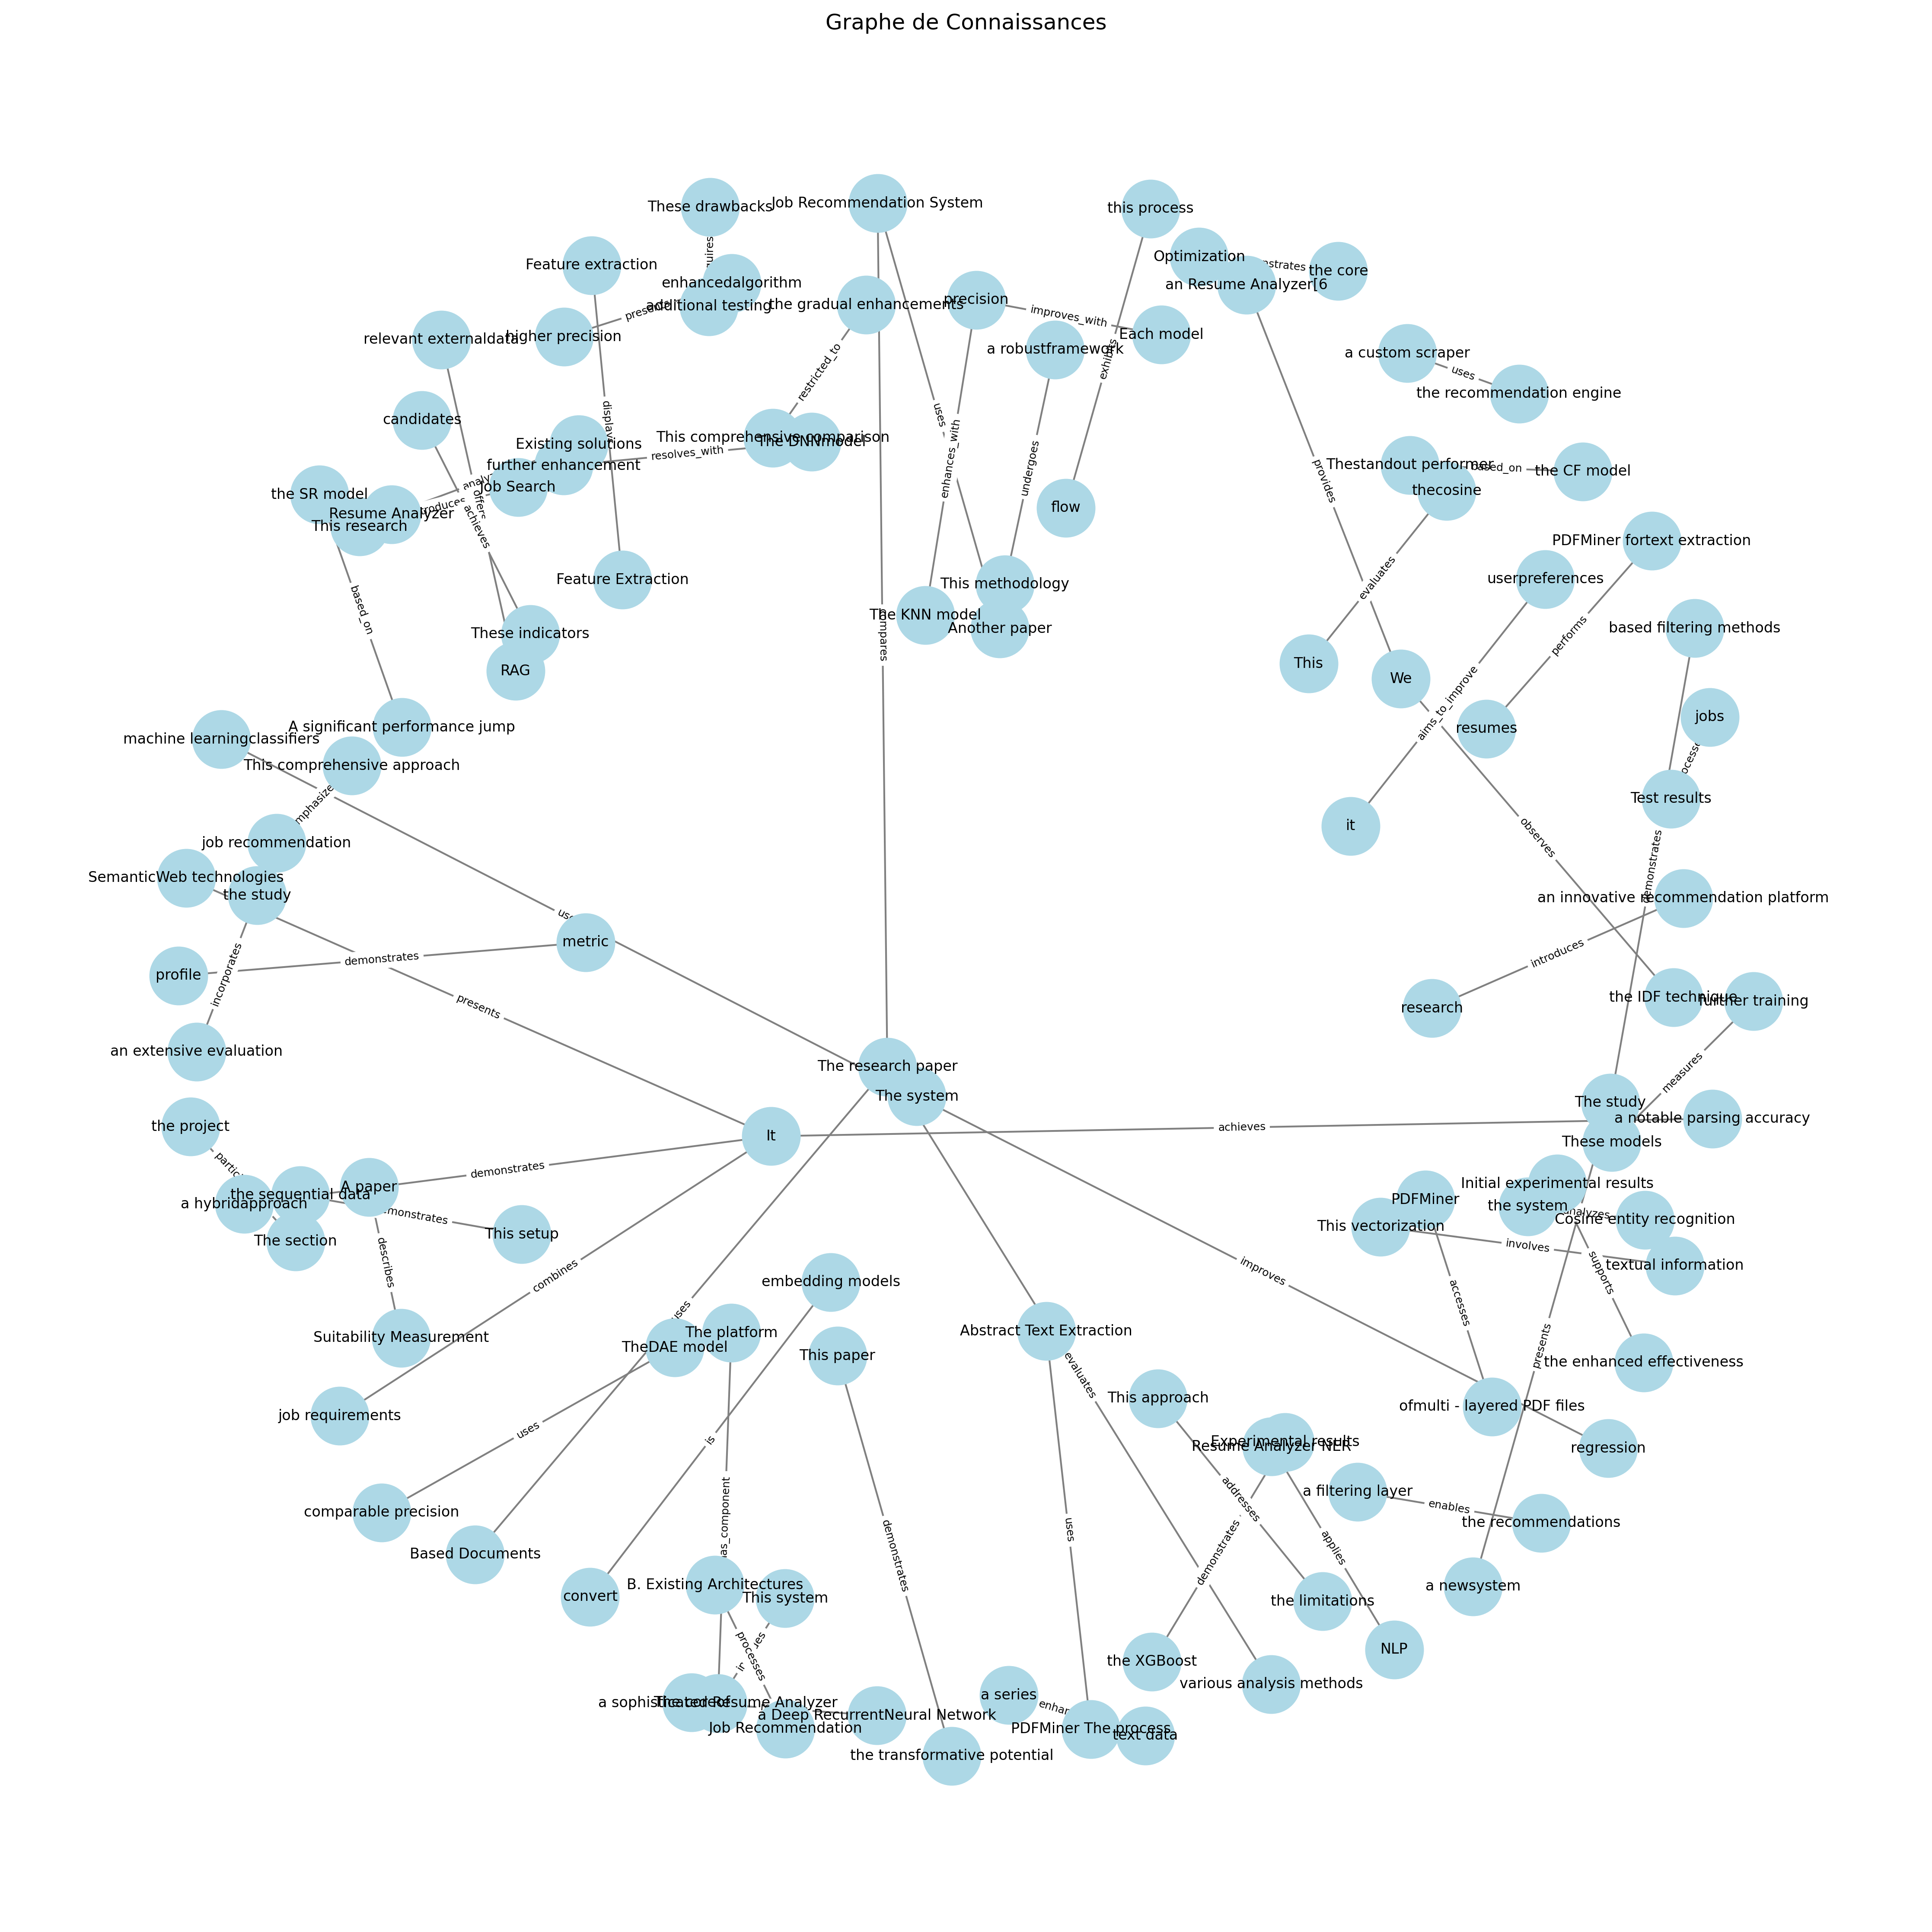 Graphe de Connaissances
These drawbacks
Job Recommendation System
this process
Feature extraction
Optimization
the core
an Resume Analyzer[6
enhancedalgorithm
additional testing
the gradual enhancements
precision
improves_with
Each model
higher precision
relevant externaldata
a robustframework
exhibits
a custom scraper
uses
the recommendation engine
restricted_to
candidates
displays
uses
Existing solutions
This comprehensive comparison
The DNNmodel
resolves_with
further enhancement
Job Search
enhances_with
undergoes
provides
Thestandout performer
based_on
the CF model
thecosine
the SR model
Resume Analyzer
This research
offers
achieves
flow
PDFMiner fortext extraction
evaluates
userpreferences
Feature Extraction
This methodology
based_on
The KNN model
Another paper
compares
performs
based filtering methods
These indicators
RAG
This
We
aims_to_improve
resumes
jobs
A significant performance jump
machine learningclassifiers
This comprehensive approach
Test results
it
observes
job recommendation
SemanticWeb technologies
the study
demonstrates
an innovative recommendation platform
metric
demonstrates
profile
incorporates
presents
introduces
research
the IDF technique
further training
an extensive evaluation
The research paper
The system
measures
The study
a notable parsing accuracy
the project
It
achieves
These models
demonstrates
A paper
the sequential data
a hybridapproach
This setup
The section
describes
Initial experimental results
PDFMiner
the system
analyzes
Cosine entity recognition
This vectorization
involves
textual information
combines
improves
supports
accesses
embedding models
uses
Abstract Text Extraction
The platform
TheDAE model
This paper
Suitability Measurement
presents
the enhanced effectiveness
evaluates
This approach
job requirements
ofmulti - layered PDF files
uses
is
Experimental results
Resume Analyzer NER
regression
a filtering layer
enables
the recommendations
addresses
comparable precision
has_component
uses
demonstrates
applies
Based Documents
demonstrates
B. Existing Architectures
convert
This system
a newsystem
the limitations
processes
NLP
the XGBoost
various analysis methods
a series
a sophisticated Resume Analyzer
The core of
a Deep RecurrentNeural Network
Job Recommendation
PDFMiner The process
text data
the transformative potential